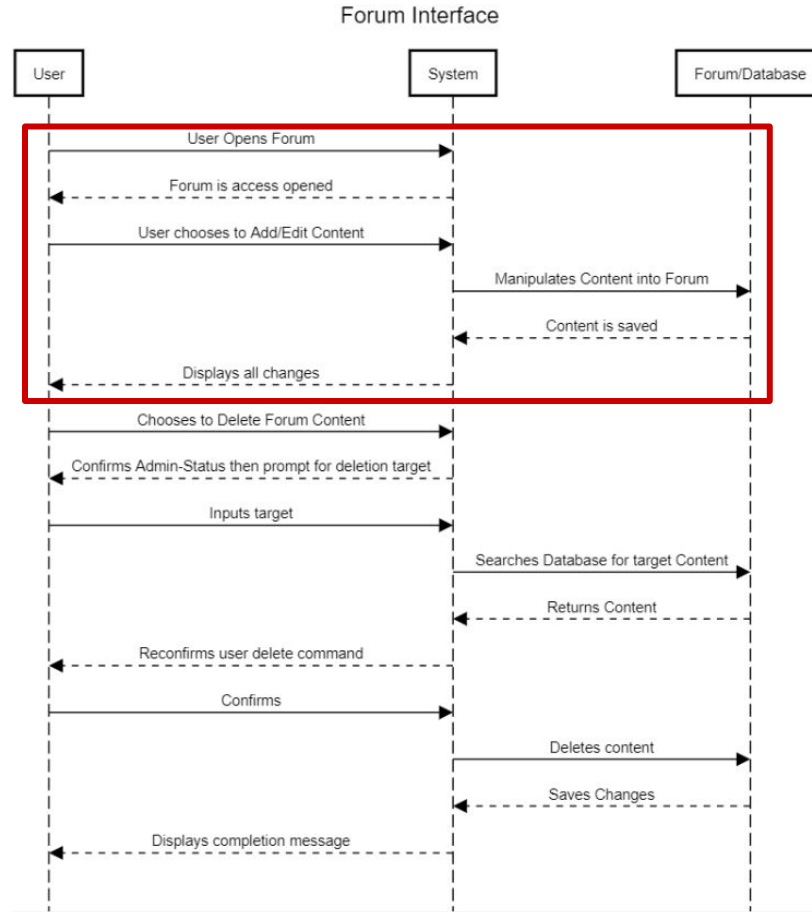 Forum Interface
User
System
Forum/Database
User Opens Forum
Forum is access opened
User chooses to Add/Edit Content
Manipulates Content into Forum
Content is saved
Displays all changes
Chooses to Delete Forum Content
Confirms Admin-Status then prompt for deletion target
Inputs target
Searches Database for target Content
Returns Content
Reconfirms user delete command
Confirms
Deletes content
Saves Changes
Displays completion message